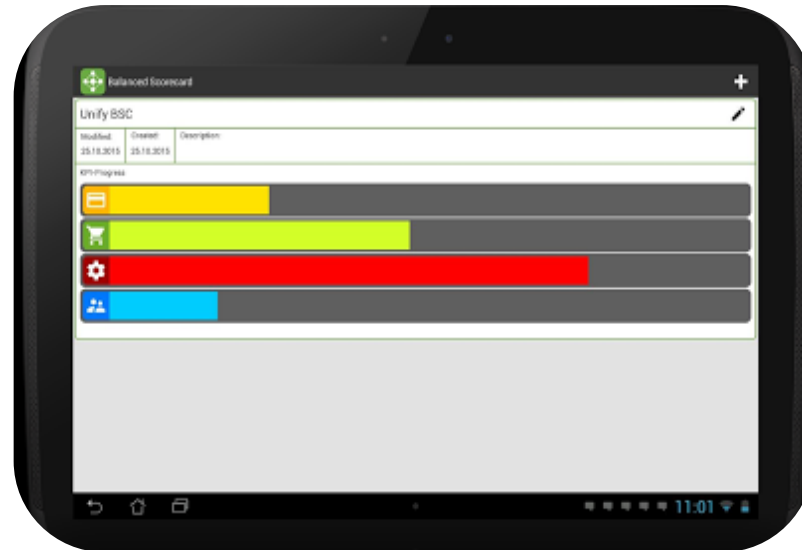 Balanced Scorecard
Unify BSC
Modified: Created: Description:
25.10.2015 25.10.2015
KPI-Progress
11:01